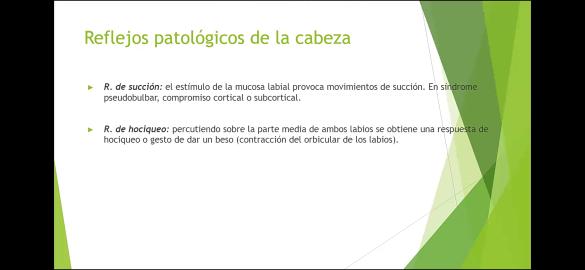 Reflejos patológicos de la cabeza
R. de succión: el estímulo de la mucosa labial provoca movimientos de succión. En síndrome
pseudobulbar, compromiso cortical o subcortical.
R. de hociqueo: percutiendo sobre la parte media de ambos labios se obtiene una respuesta de
hociqueo o gesto de dar un beso (contracción del orbicular de los labios).